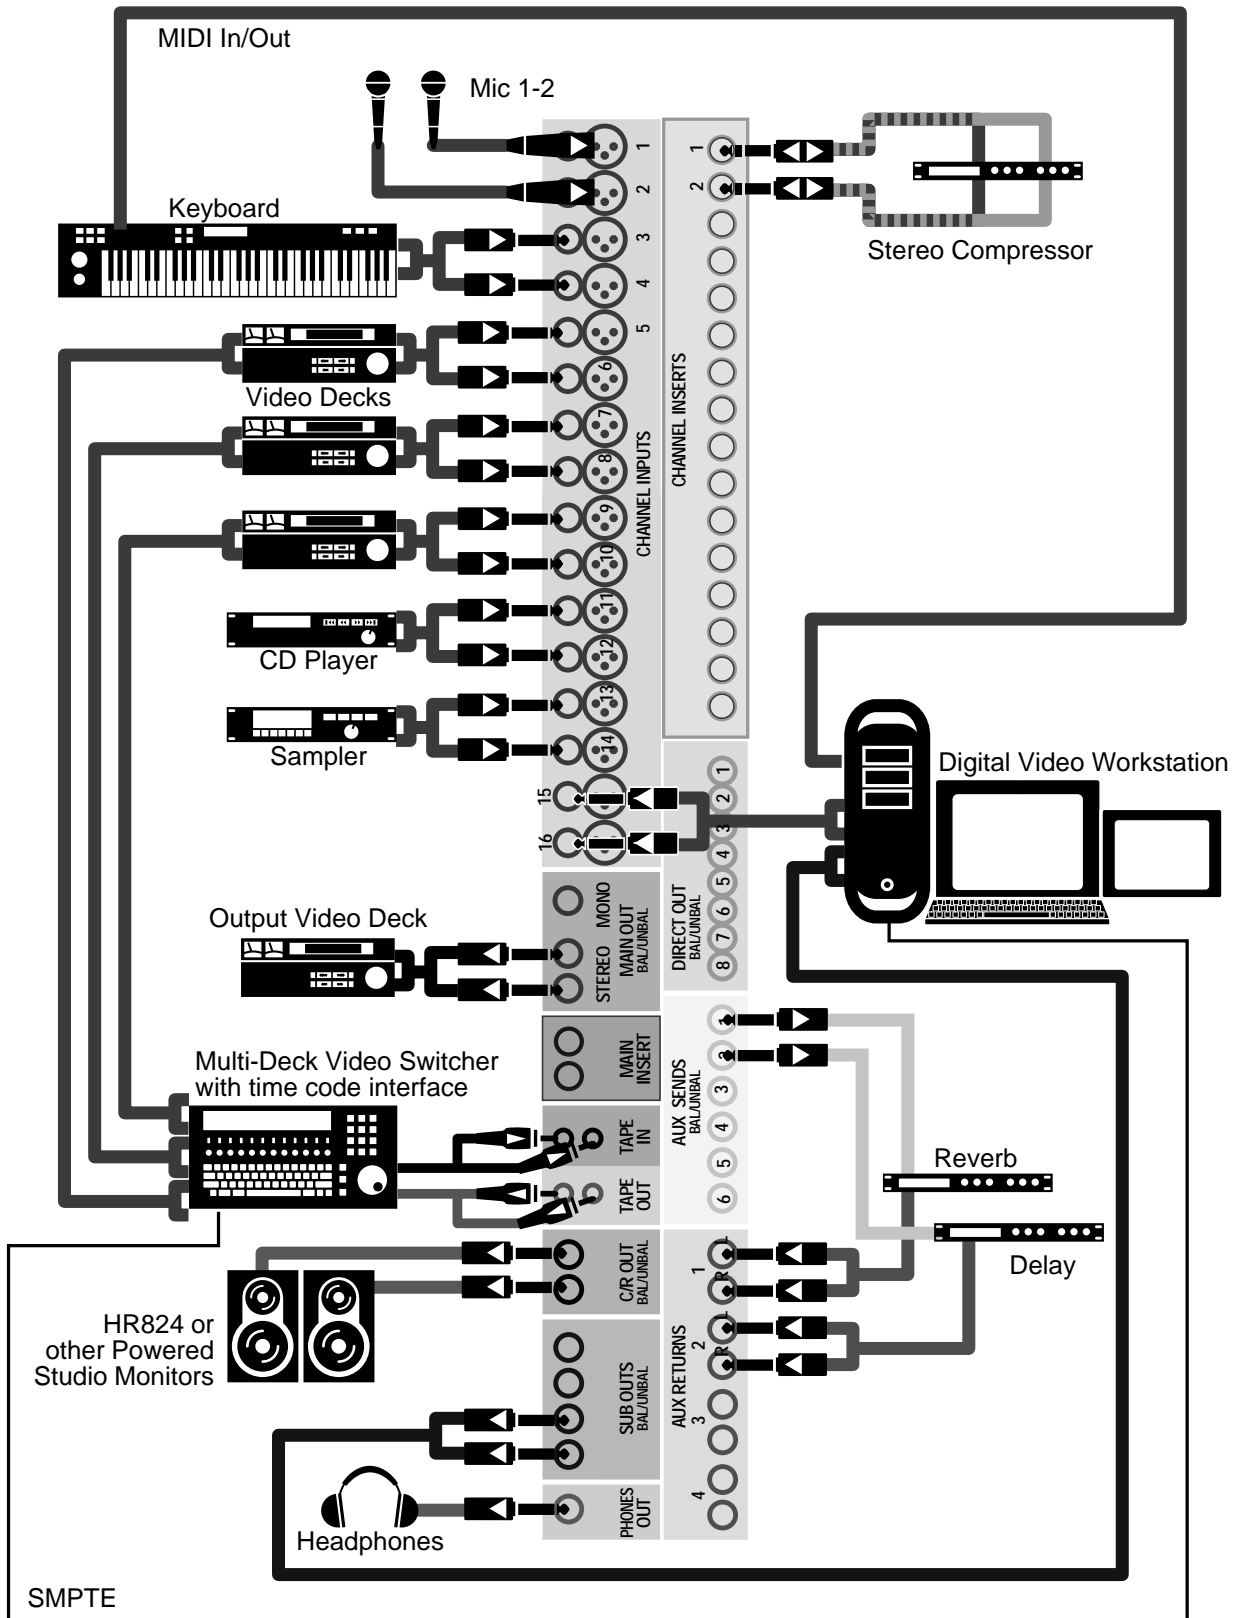 MIDI In/Out
Mic 1-2
Keyboard
Video Decks
CD Player
Sampler
Output Video Deck
Multi-Deck Video Switcher
with time code interface
HR824 or
other Powered
Studio Monitors
Headphones
SMPTE
1
2
3
4
5
6
7
8
9
10
11
12
13
14
15
16
CHANNEL INPUTS
STEREO MONO
MAIN OUT
BAL/UNBAL
MAIN
INSERT
TAPE
IN
TAPE
OUT
C/R OUT
BAL/UNBAL
SUB OUTS
BAL/UNBAL
PHONES
OUT
1
2
CHANNEL INSERTS
1
2
3
4
5
6
7
8
DIRECT OUT
BAL/UNBAL
1
2
3
4
5
6
AUX SENDS
BAL/UNBAL
L
1
R
L
2
R
3
4
AUX RETURNS
Stereo Compressor
Digital Video Workstation
Reverb
Delay